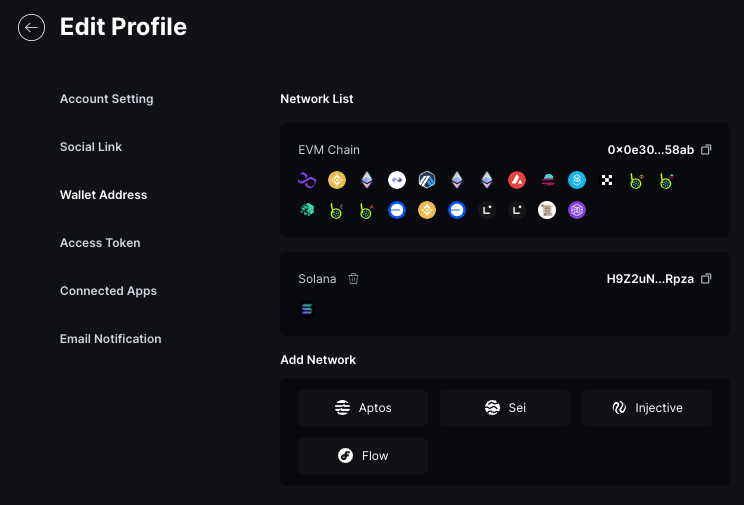 Edit Profile
Account Setting
Social Link
Wallet Address
Access Token
Connected Apps
Email Notification
Network List
EVM Chain 0x0e30...58ab
Solana H9Z2uN...Rpza
Add Network
Aptos Sei Injective
Flow